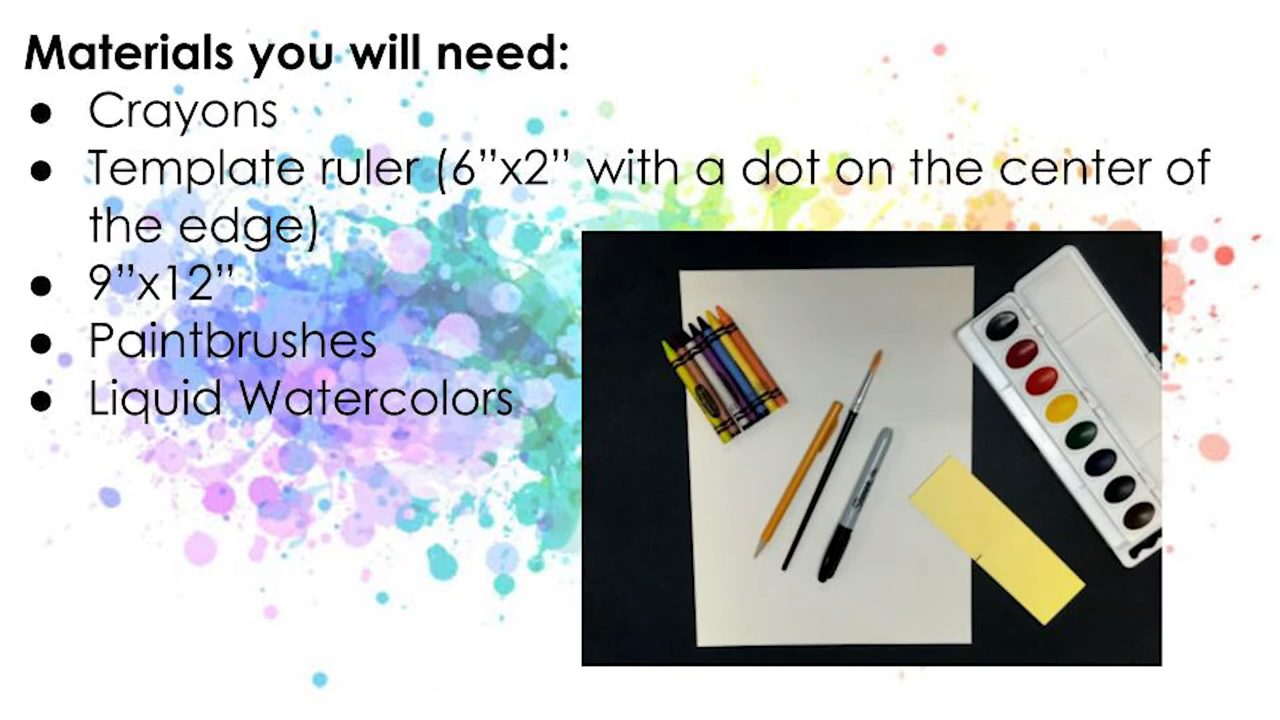 Materials you will need:
● Crayons
● Template ruler (6”x2” with a dot on the center of
the edge)
● 9”x12”
● Paintbrushes
● Liquid Watercolors
Sharpie